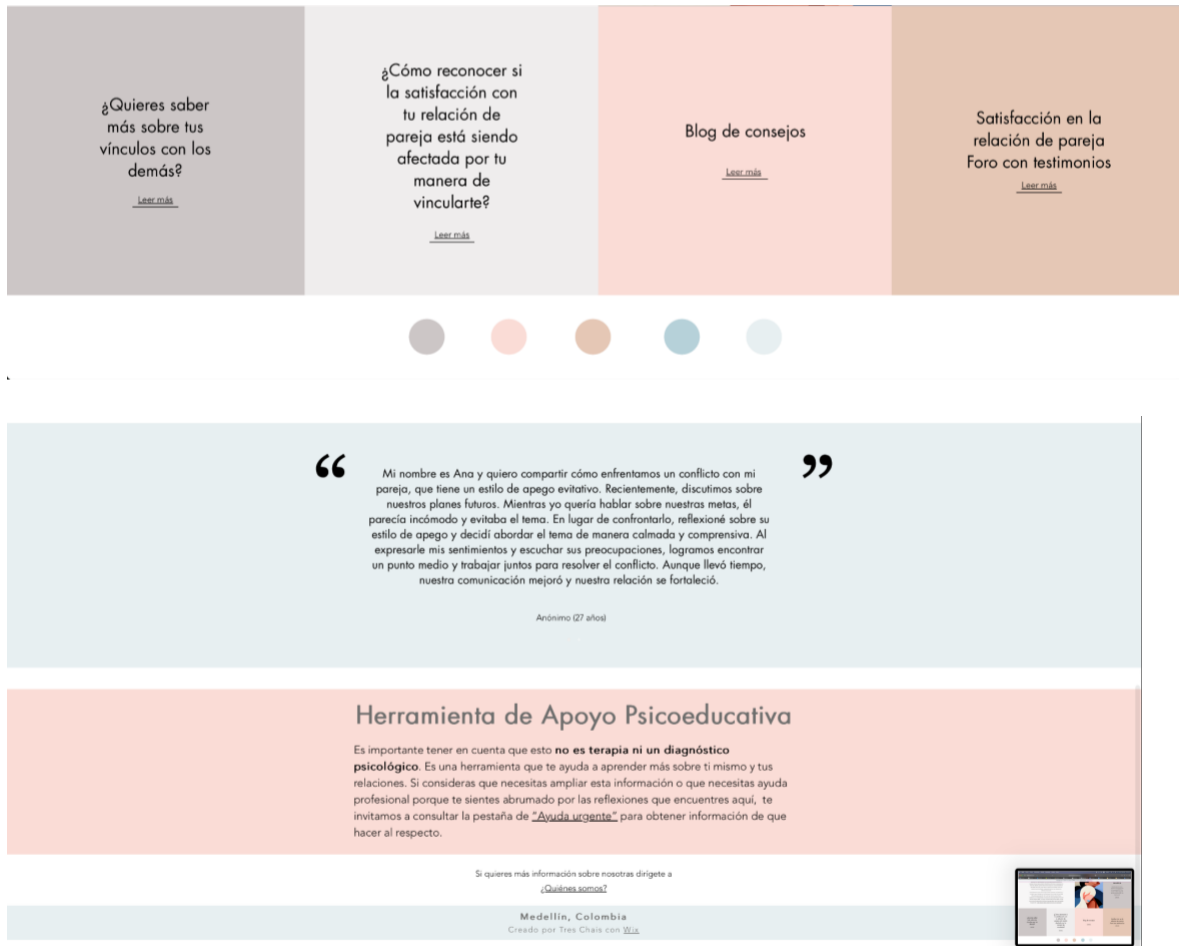 ¿Quieres saber
más sobre tus
vínculos con los
demás?
Leer más
¿Cómo reconocer si
la satisfacción con
tu relación de
pareja está siendo
afectada por tu
manera de
vincularte?
Leer más
Blog de consejos
Leer más
Satisfacción en la
relación de pareja
Foro con testimonios
Leer más
“ ”
Mi nombre es Ana y quiero compartir cómo enfrentamos un conflicto con mi
pareja, que tiene un estilo de apego evitativo. Recientemente, discutimos sobre
nuestros planes futuros. Mientras yo quería hablar sobre nuestras metas, él
parecía incómodo y evitaba el tema. En lugar de confrontarlo, reflexioné sobre su
estilo de apego y decidí abordar el tema de manera calmada y comprensiva. Al
expresarle mis sentimientos y escuchar sus preocupaciones, logramos encontrar
un punto medio y trabajar juntos para resolver el conflicto. Aunque llevó tiempo,
nuestra comunicación mejoró y nuestra relación se fortaleció.
Anónimo (27 años)
Herramienta de Apoyo Psicoeducativa
Es importante tener en cuenta que esto no es terapia ni un diagnóstico
psicológico. Es una herramienta que te ayuda a aprender más sobre ti mismo y tus
relaciones. Si consideras que necesitas ampliar esta información o que necesitas ayuda
profesional porque te sientes abrumado por las reflexiones que encuentres aquí, te
invitamos a consultar la pestaña de “Ayuda urgente” para obtener información de que
hacer al respecto.
Si quieres más información sobre nosotras dirígete a
¿Quiénes somos?
Medellín, Colombia
Creado por Tres Chais con Wix